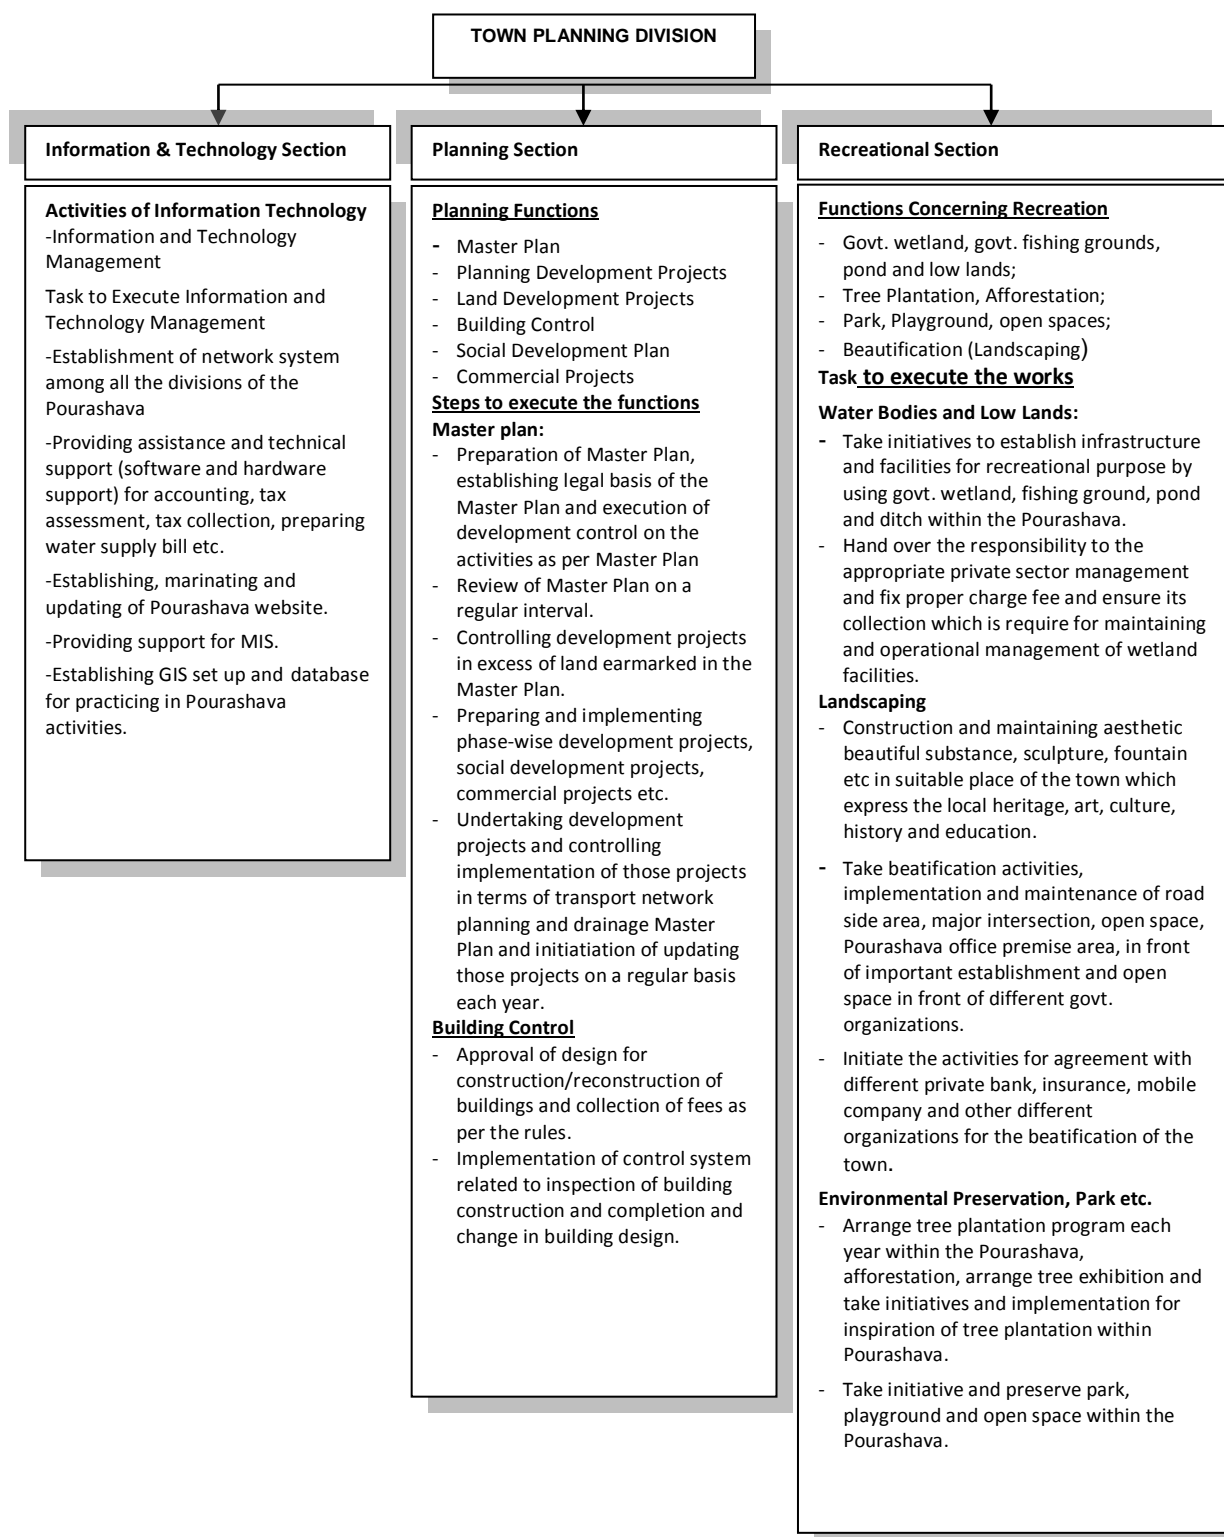 TOWN PLANNING DIVISION
Information & Technology Section
Activities of Information Technology
-Information and Technology
Management
Task to Execute Information and
Technology Management
-Establishment of network system
among all the divisions of the
Pourashava
-Providing assistance and technical
support (software and hardware
support) for accounting, tax
assessment, tax collection, preparing
water supply bill etc.
-Establishing, marinating and
updating of Pourashava website.
-Providing support for MIS.
-Establishing GIS set up and database
for practicing in Pourashava
activities.
Planning Section
Planning Functions
- Master Plan
- Planning Development Projects
- Land Development Projects
- Building Control
- Social Development Plan
- Commercial Projects
Steps to execute the functions
Master plan:
- Preparation of Master Plan,
establishing legal basis of the
Master Plan and execution of
development control on the
activities as per Master Plan
- Review of Master Plan on a
regular interval.
- Controlling development projects
in excess of land earmarked in the
Master Plan.
- Preparing and implementing
phase-wise development projects,
social development projects,
commercial projects etc.
- Undertaking development
projects and controlling
implementation of those projects
in terms of transport network
planning and drainage Master
Plan and initiatiation of updating
those projects on a regular basis
each year.
Building Control
- Approval of design for
construction/reconstruction of
buildings and collection of fees as
per the rules.
- Implementation of control system
related to inspection of building
construction and completion and
change in building design.
Recreational Section
Functions Concerning Recreation
- Govt. wetland, govt. fishing grounds,
pond and low lands;
- Tree Plantation, Afforestation;
- Park, Playground, open spaces;
- Beautification (Landscaping)
Task to execute the works
Water Bodies and Low Lands:
- Take initiatives to establish infrastructure
and facilities for recreational purpose by
using govt. wetland, fishing ground, pond
and ditch within the Pourashava.
- Hand over the responsibility to the
appropriate private sector management
and fix proper charge fee and ensure its
collection which is require for maintaining
and operational management of wetland
facilities.
Landscaping
- Construction and maintaining aesthetic
beautiful substance, sculpture, fountain
etc in suitable place of the town which
express the local heritage, art, culture,
history and education.
- Take beatification activities,
implementation and maintenance of road
side area, major intersection, open space,
Pourashava office premise area, in front
of important establishment and open
space in front of different govt.
organizations.
- Initiate the activities for agreement with
different private bank, insurance, mobile
company and other different
organizations for the beatification of the
town.
Environmental Preservation, Park etc.
- Arrange tree plantation program each
year within the Pourashava,
afforestation, arrange tree exhibition and
take initiatives and implementation for
inspiration of tree plantation within
Pourashava.
- Take initiative and preserve park,
playground and open space within the
Pourashava.